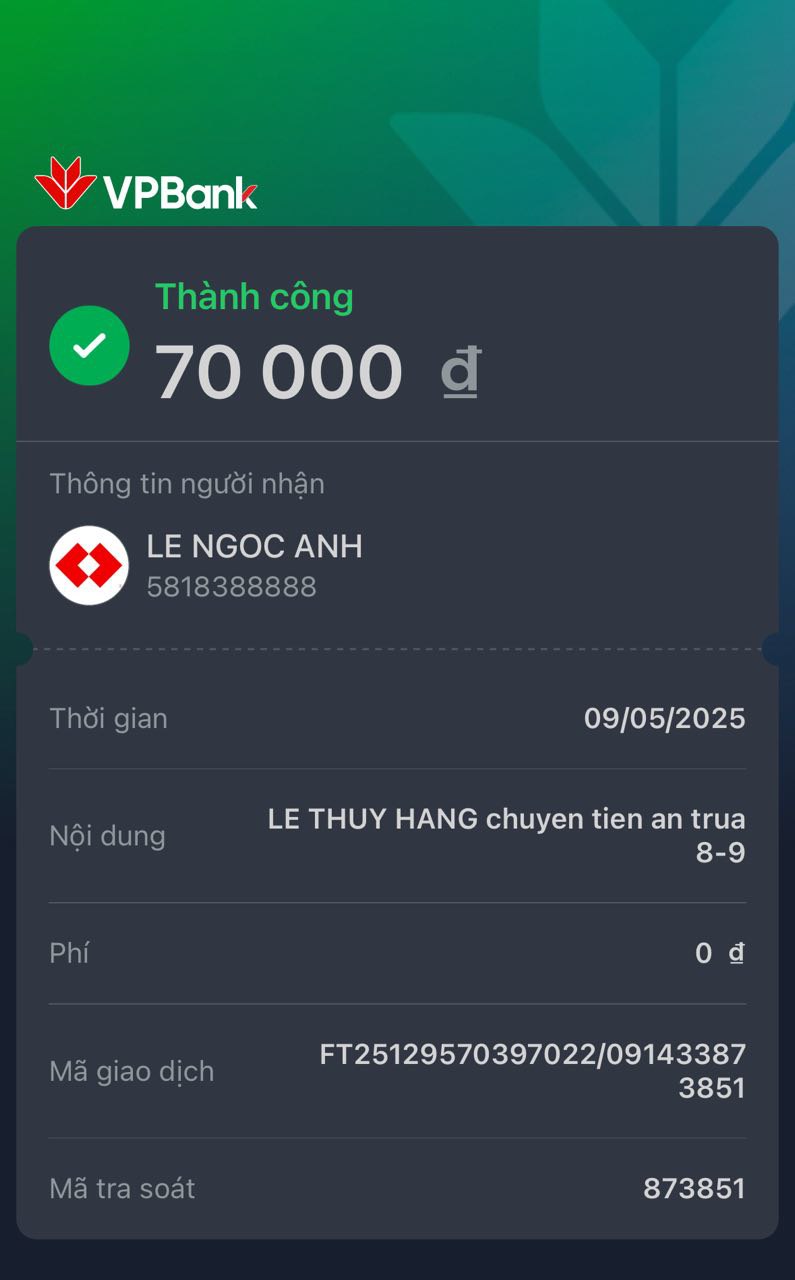 VPBank
Thành công
70 000 đ
Thông tin người nhận
LE NGOC ANH
5818388888
Thời gian
09/05/2025
Nội dung
LE THUY HANG chuyen tien an trua
8-9
Phí
0 đ
Mã giao dịch
FT25129570397022/09143387
3851
Mã tra soát
873851